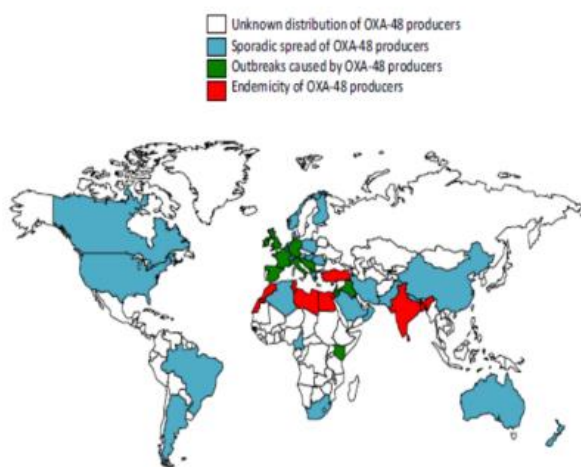 Unknown distribution of OXA-48 producers
Sporadic spread of OXA-48 producers
Outbreaks caused by OXA-48 producers
Endemicity of OXA-48 producers